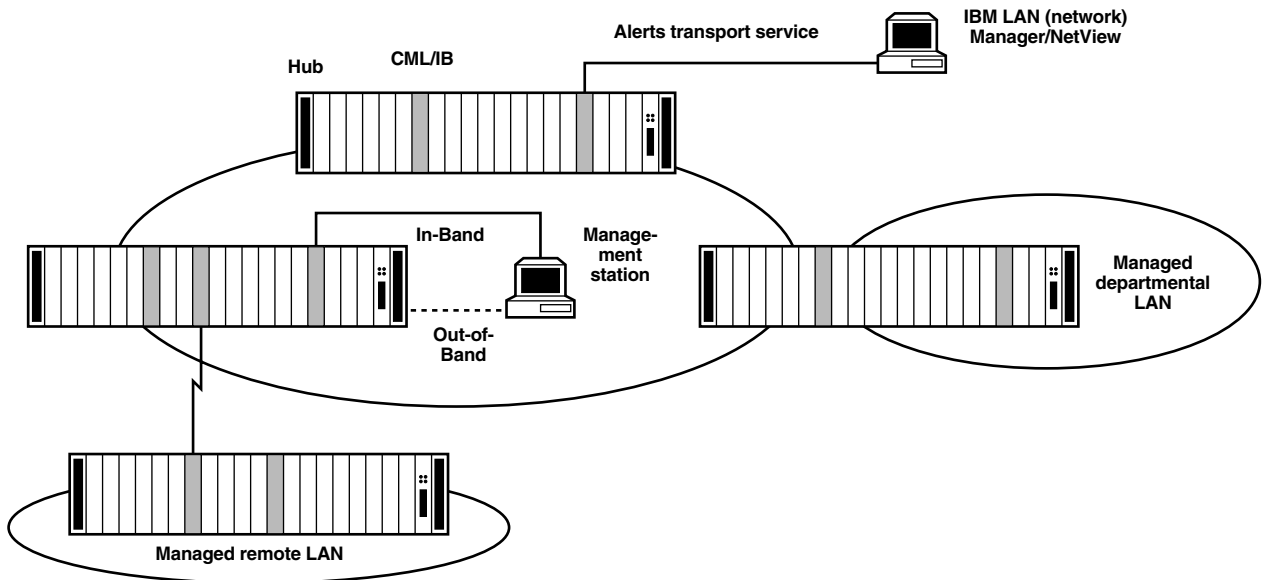 IBM LAN (network)
Manager/NetView
Alerts transport service
CML/IB
Hub
In-Band
Manage-
ment
station
Out-of-
Band
Managed
departmental
LAN
Managed remote LAN